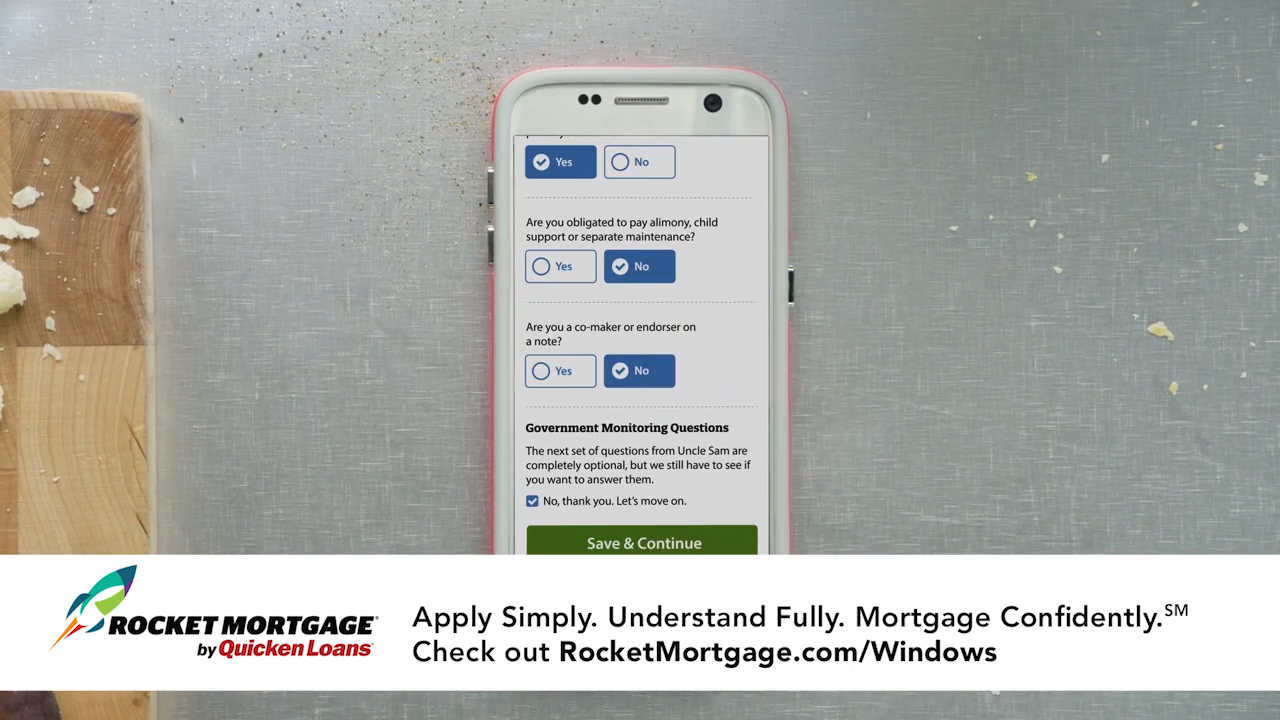 Yes
No
Are you obligated to pay alimony, child
support or separate maintenance?
Yes
No
Are you a co-maker or endorser on
a note?
Yes
No
Government Monitoring Questions
The next set of questions from Uncle Sam are
completely optional, but we still have to see if
you want to answer them.
No, thank you. Let's move on.
Save & Continue
ROCKET MORTGAGE®
by Quicken Loans®
Apply Simply. Understand Fully. Mortgage Confidently.℠
Check out RocketMortgage.com/Windows